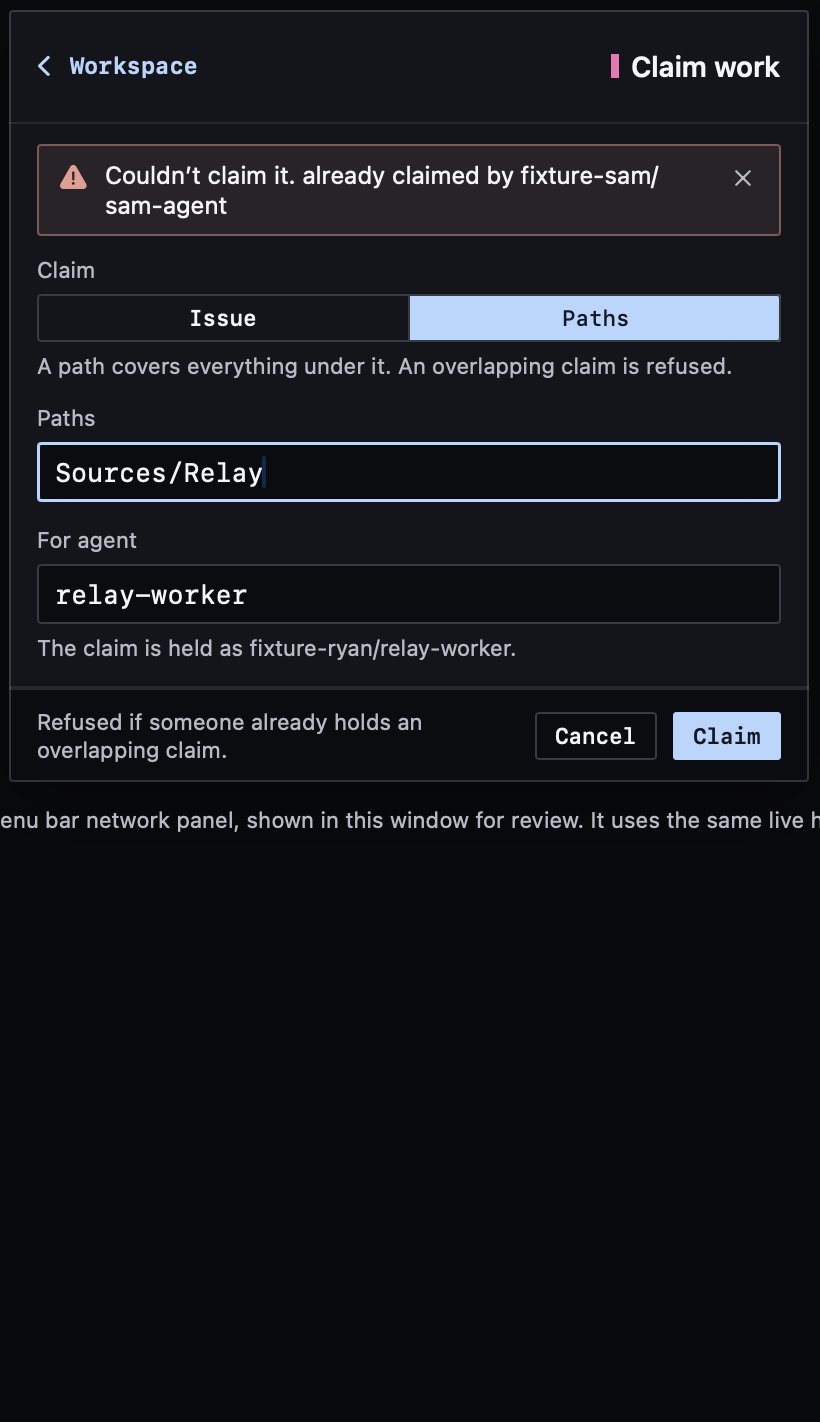 Workspace
Claim work
Couldn’t claim it. already claimed by fixture-sam/
sam-agent
Claim
Issue
Paths
A path covers everything under it. An overlapping claim is refused.
Paths
Sources/Relay
For agent
relay-worker
The claim is held as fixture-ryan/relay-worker.
Refused if someone already holds an
overlapping claim.
Cancel
Claim
enu bar network panel, shown in this window for review. It uses the same live h